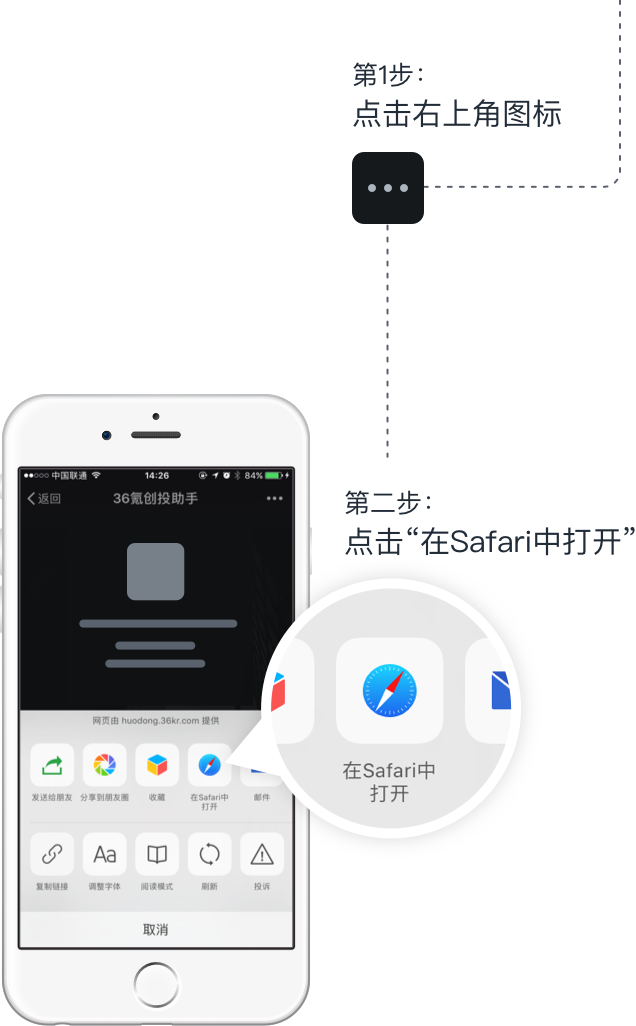 第1步：
点击右上角图标
中国联通 14:26 84%
返回 36氪创投助手
第二步：
点击“在Safari中打开”
网页由 huodong.36kr.com 提供
发送给朋友 分享到朋友圈 收藏 在Safari中打开 邮件
在Safari中
打开
复制链接 Aa 调整字体 阅读模式 刷新 投诉
取消